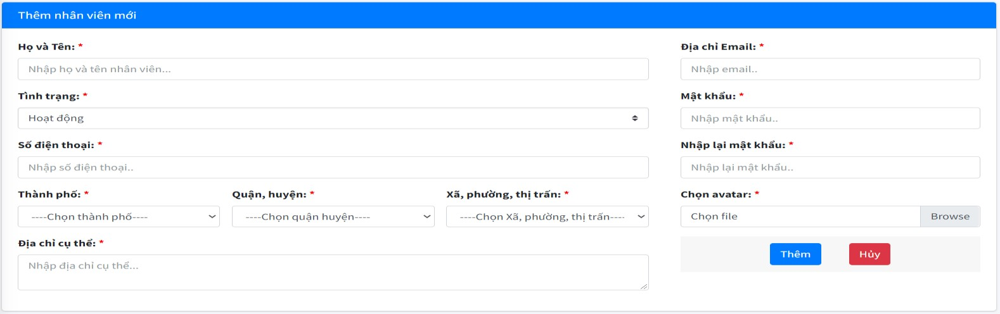 Thêm nhân viên mới
Họ và Tên: *
Nhập họ và tên nhân viên...
Tình trạng: *
Hoạt động
Số điện thoại: *
Nhập số điện thoại..
Thành phố: * Quận, huyện: * Xã, phường, thị trấn: *
----Chọn thành phố---- ----Chọn quận huyện---- ----Chọn Xã, phường, thị trấn----
Địa chỉ cụ thể: *
Nhập địa chỉ cụ thể...
Địa chỉ Email: *
Nhập email..
Mật khẩu: *
Nhập mật khẩu..
Nhập lại mật khẩu: *
Nhập lại mật khẩu..
Chọn avatar: *
Chọn file Browse
Thêm Hủy